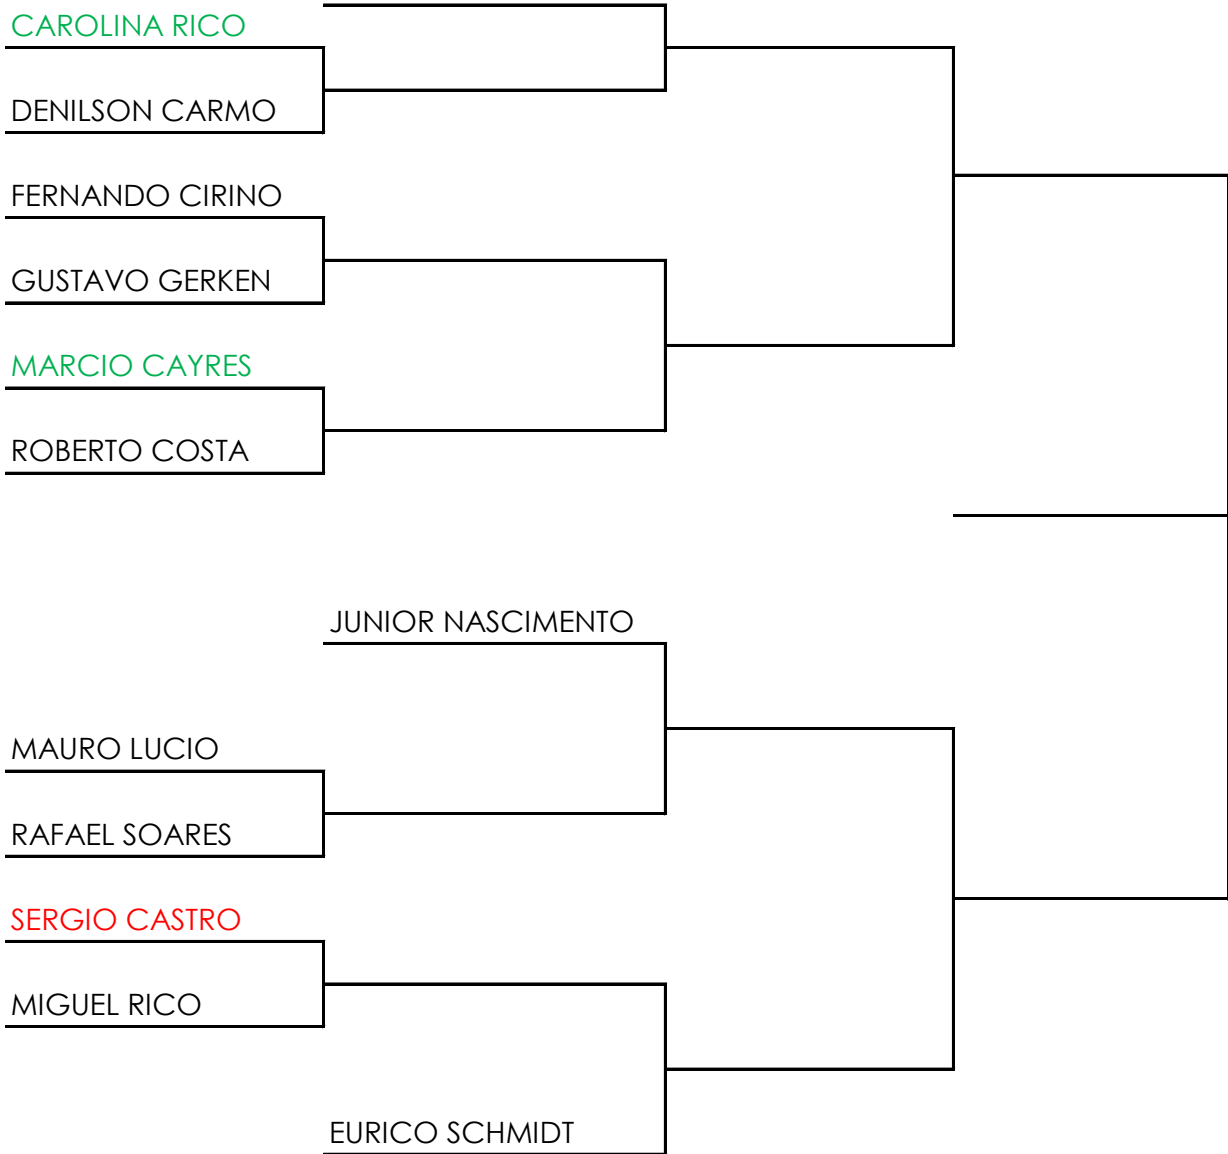 CAROLINA RICO
DENILSON CARMO
FERNANDO CIRINO
GUSTAVO GERKEN
MARCIO CAYRES
ROBERTO COSTA
JUNIOR NASCIMENTO
MAURO LUCIO
RAFAEL SOARES
SERGIO CASTRO
MIGUEL RICO
EURICO SCHMIDT